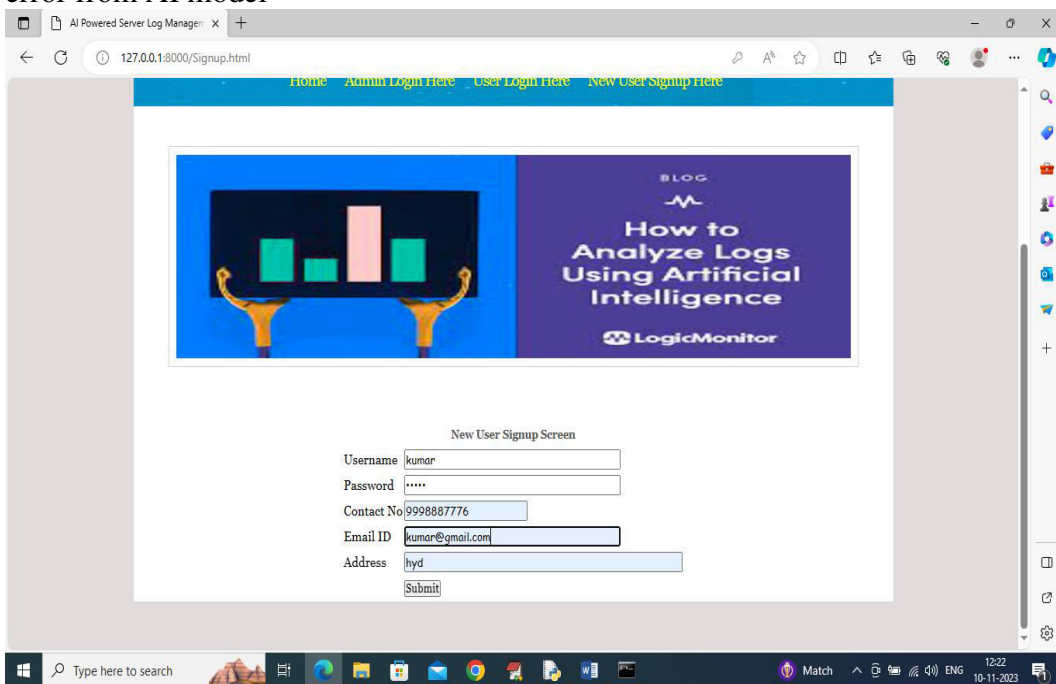 error from AI model
AI Powered Server Log Managem
127.0.0.1:8000/Signup.html
Home Admin Login Here User Login Here New User Signup Here
BLOG
How to
Analyze Logs
Using Artificial
Intelligence
LogicMonitor
New User Signup Screen
Username kumar
Password •••••
Contact No 9998887776
Email ID kumar@gmail.com
Address hyd
Submit
Type here to search
Match
ENG
12:22
10-11-2023